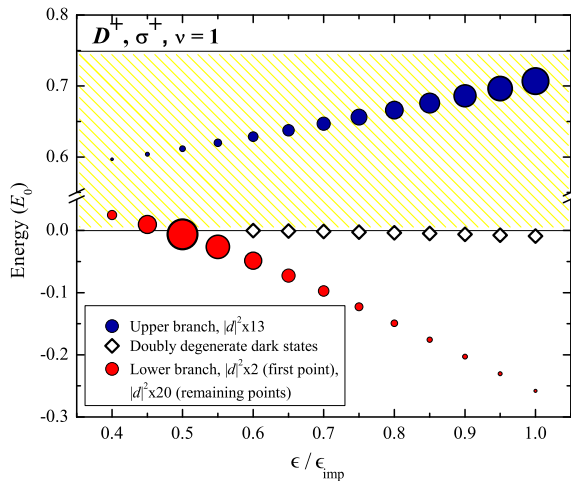 D⁺, σ⁺, ν = 1
0.8
0.7
0.6
0.0
-0.1
-0.2
-0.3
Energy (E₀)
Upper branch, |d|²x13
Doubly degenerate dark states
Lower branch, |d|²x2 (first point),
|d|²x20 (remaining points)
0.4 0.5 0.6 0.7 0.8 0.9 1.0
ϵ / ϵ_imp